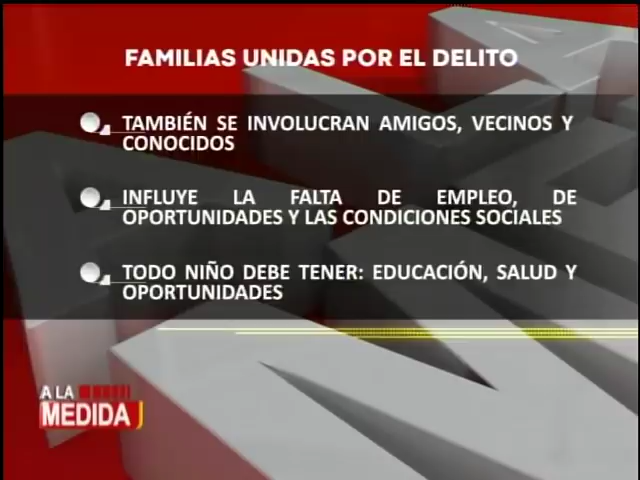 FAMILIAS UNIDAS POR EL DELITO
TAMBIÉN SE INVOLUCRAN AMIGOS, VECINOS Y
CONOCIDOS
INFLUYE LA FALTA DE EMPLEO, DE
OPORTUNIDADES Y LAS CONDICIONES SOCIALES
TODO NIÑO DEBE TENER: EDUCACIÓN, SALUD Y
OPORTUNIDADES
A LA
MEDIDA